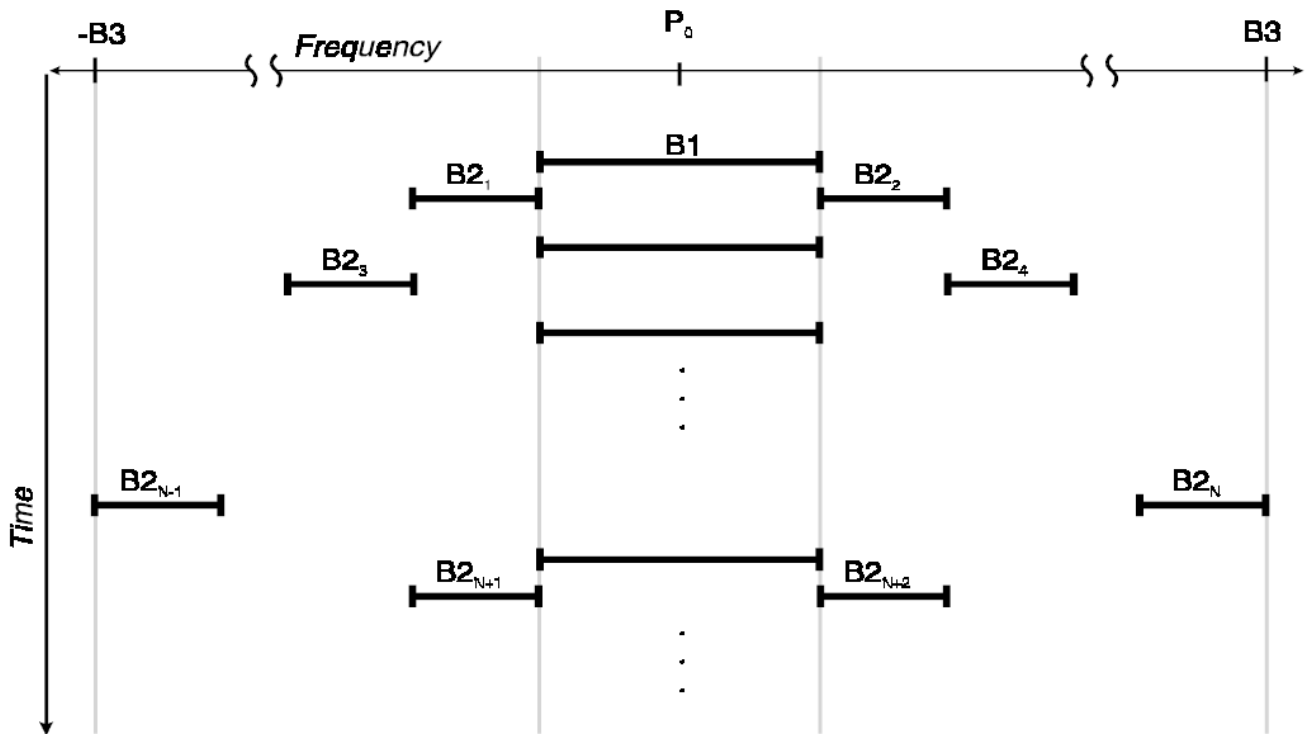 -B3 Frequency P₀ B3
B1
B2₁ B2₂
B2₃ B2₄
B2N-1 B2N
Time
B2N+1 B2N+2